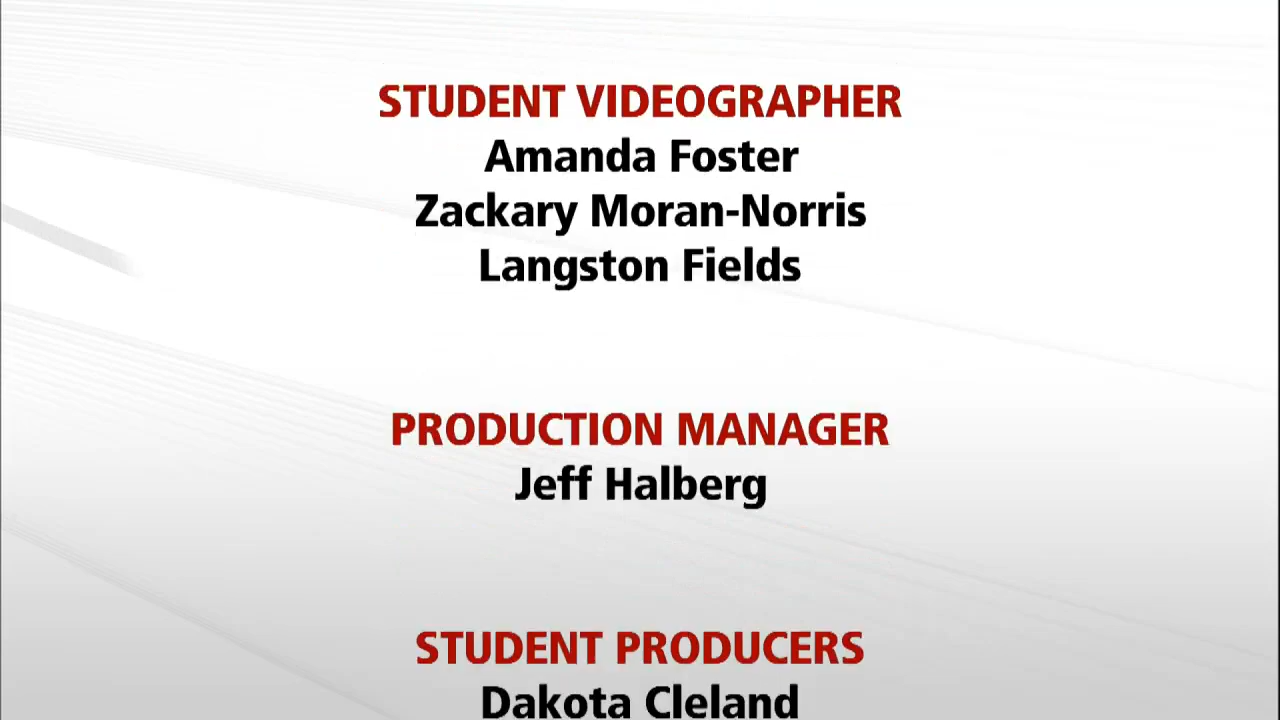 STUDENT VIDEOGRAPHER
Amanda Foster
Zackary Moran-Norris
Langston Fields
PRODUCTION MANAGER
Jeff Halberg
STUDENT PRODUCERS
Dakota Cleland